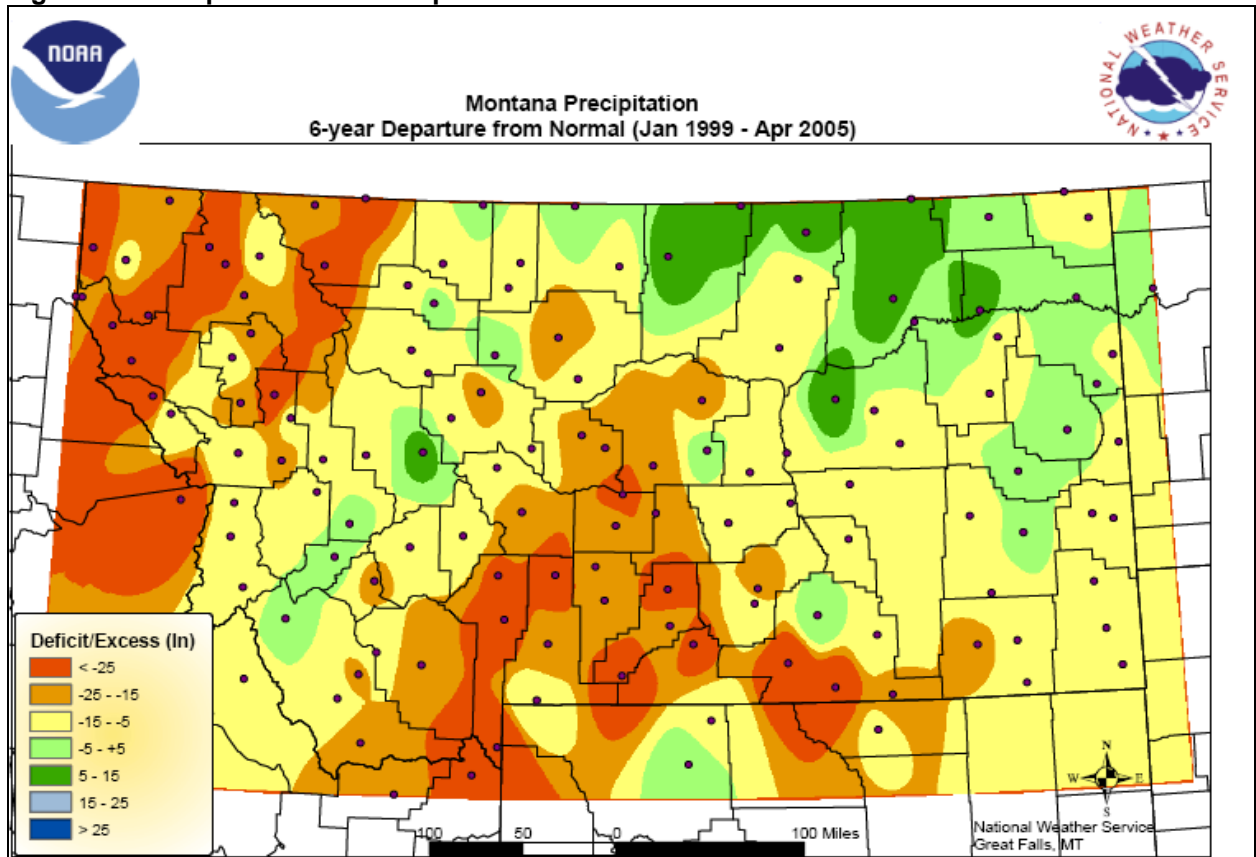 NOAA
NATIONAL WEATHER SERVICE
Montana Precipitation
6-year Departure from Normal (Jan 1999 - Apr 2005)
Deficit/Excess (In)
< -25
-25 - -15
-15 - -5
-5 - +5
5 - 15
15 - 25
> 25
N
W E
S
100 50 0 100 Miles
National Weather Service
Great Falls, MT